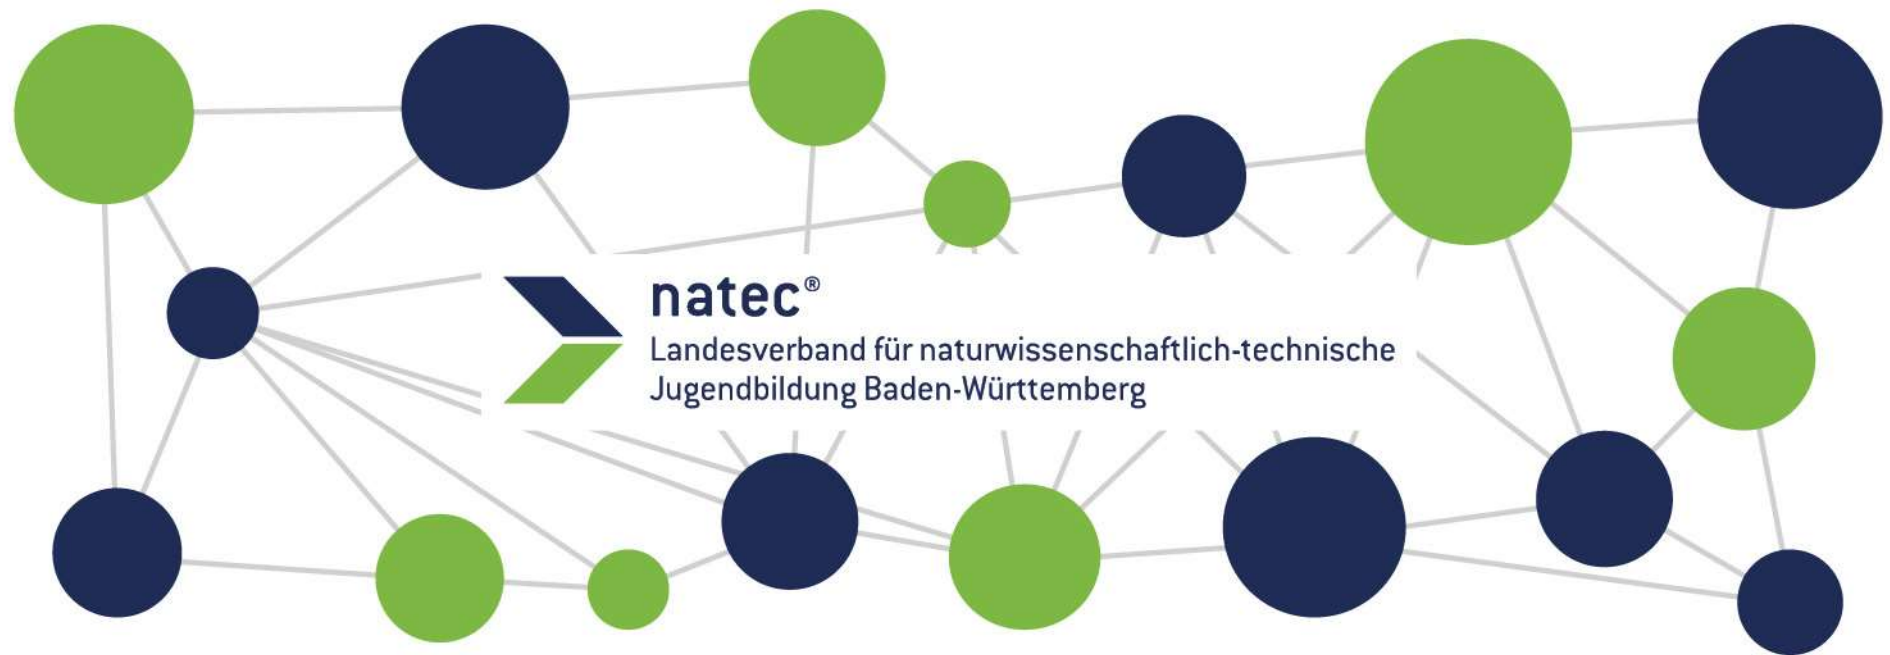 natec®
Landesverband für naturwissenschaftlich-technische
Jugendbildung Baden-Württemberg